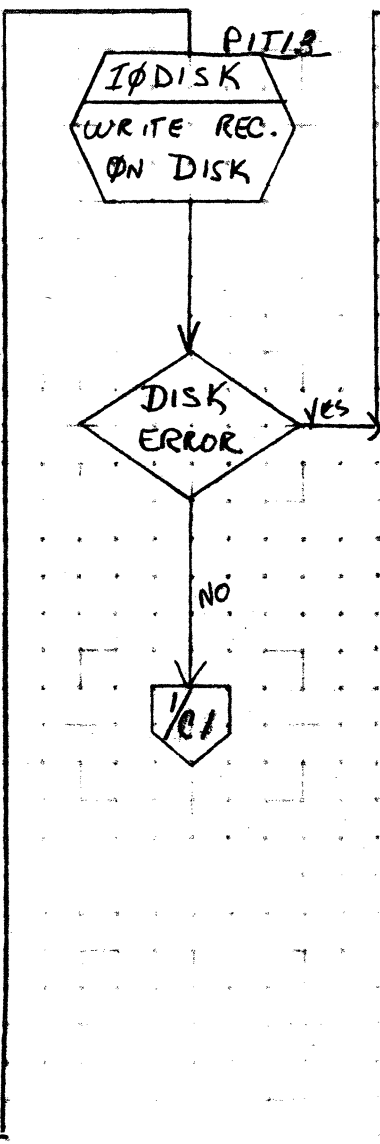 PIT13
IØDISK
WRITE REC.
ØN DISK
DISK
ERROR
YES
NO
1/C1